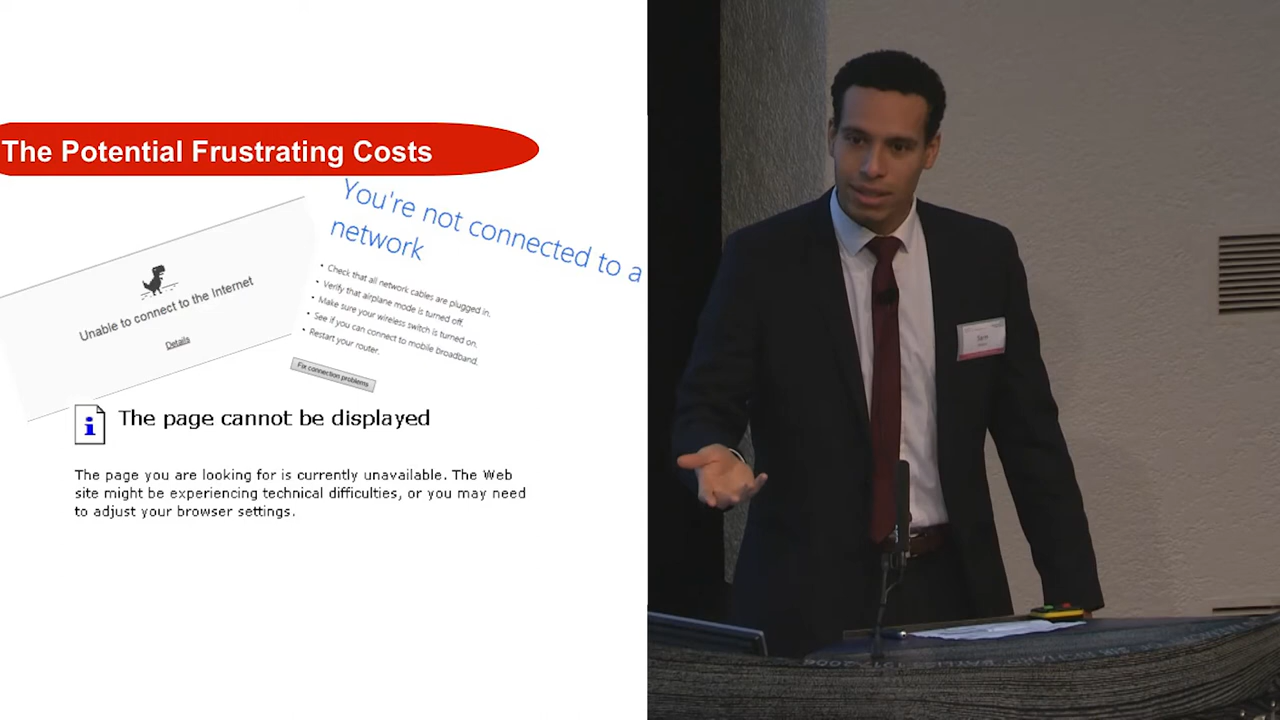 The Potential Frustrating Costs
You're not connected to a
network
Check that all network cables are plugged in.
Verify that airplane mode is turned off.
Make sure your wireless switch is turned on.
See if you can connect to mobile broadband.
Restart your router.
Fix connection problems
Unable to connect to the Internet
Details
The page cannot be displayed
The page you are looking for is currently unavailable. The Web
site might be experiencing technical difficulties, or you may need
to adjust your browser settings.